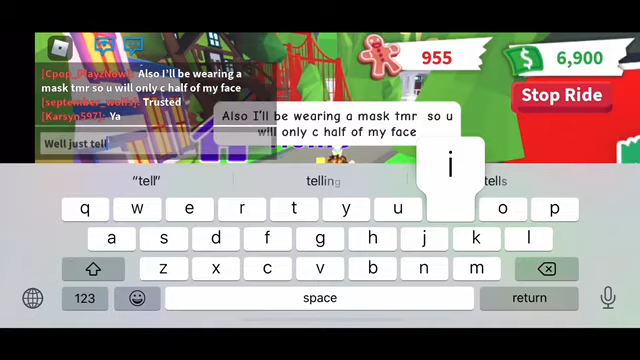 955
6,900
Stop Ride
[Cpop_PlayzNow]: Also I'll be wearing a
mask tmr so u will only c half of my face
[september_wolfs]: Trusted
[Karsyn597]: Ya
Also I'll be wearing a mask tmr so u
will only c half of my face
Well just tell
"tell" telling tells
i
q w e r t y u o p
a s d f g h j k l
z x c v b n m
123 space return